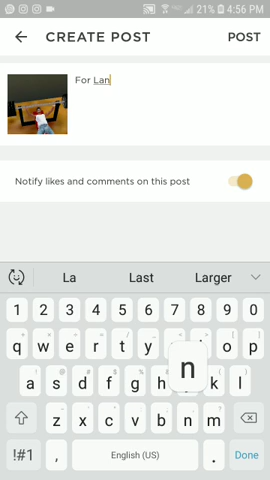 21% 4:56 PM
CREATE POST POST
For Lan
Notify likes and comments on this post
La Last Larger
1 2 3 4 5 6 7 8 9 0
q w e r t y o p
a s d f g h n k l
z x c v b n m
!#1 , English (US) . Done